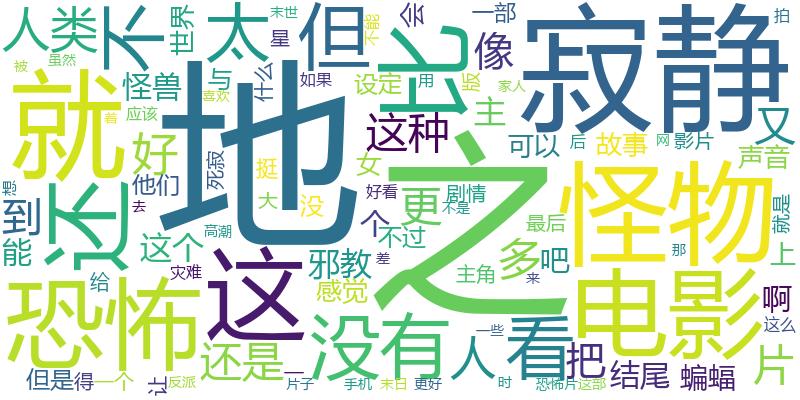 人类
不
太
末世
星
但
不能
世界
被
虽然
比
会
一部
像
拍
寂静
就
怪兽
与
什么
如果
设定
用
版
家人
应该
喜欢
着
地
这种
主
可以
后
故事
网
影片
又
还
好
死寂
挺
女
声音
想
他们
大
没
好看
剧情
之
怪物
到
去
个
更
不是
最后
就是
能
这个
高潮
不过
多
那
上
给
灾难
邪教
差
主角
来
吧
电影
恐怖
这
感觉
啊
这么
没有
一些
人
看
还是
把
结尾
蝙蝠
片
但是
得
一个
让
反派
一
片子
手机
末日
更好
时
恐怖片
这部